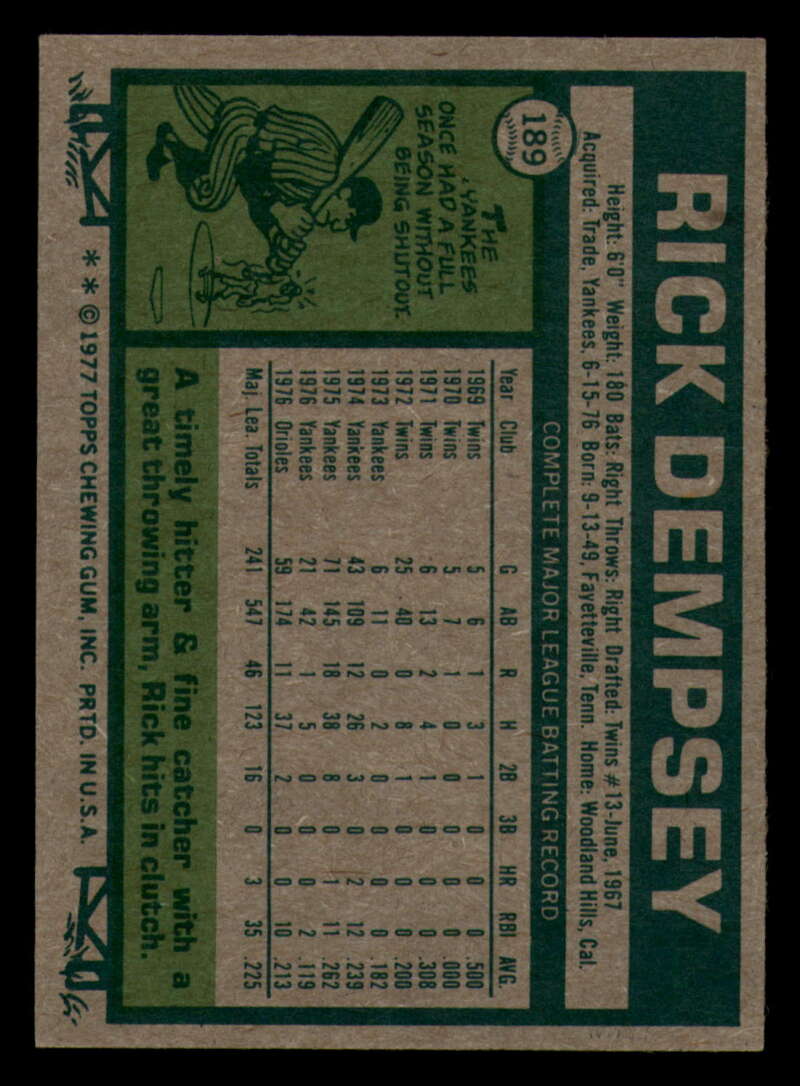 RICK DEMPSEY
Height: 6'0" Weight: 180 Bats: Right Throws: Right Drafted: Twins #13-June, 1967
Acquired: Trade, Yankees, 6-15-76 Born: 9-13-49, Fayetteville, Tenn. Home: Woodland Hills, Cal.
189
THE
YANKEES
ONCE HAD A FULL
SEASON WITHOUT
BEING SHUTOUT.
COMPLETE MAJOR LEAGUE BATTING RECORD
Year Club G AB R H 2B 3B HR RBI AVG.
1969 Twins 5 6 1 3 1 0 0 0 .500
1970 Twins 5 7 1 0 0 0 0 0 .000
1971 Twins 6 13 2 4 1 0 0 0 .308
1972 Twins 25 40 0 8 1 0 0 0 .200
1973 Yankees 6 11 0 2 0 0 0 0 .182
1974 Yankees 43 109 12 26 3 0 2 12 .239
1975 Yankees 71 145 18 38 8 0 1 11 .262
1976 Yankees 21 42 1 5 0 0 0 2 .119
1976 Orioles 59 174 11 37 2 0 0 10 .213
Maj. Lea. Totals 241 547 46 123 16 0 3 35 .225
A timely hitter & fine catcher with a
great throwing arm, Rick hits in clutch.
* * © 1977 TOPPS CHEWING GUM, INC. PRTD. IN U.S.A.